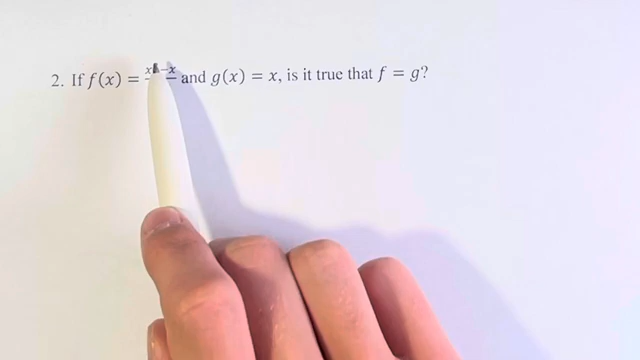 2. If f(x) = x – x and g(x) = x, is it true that f = g?